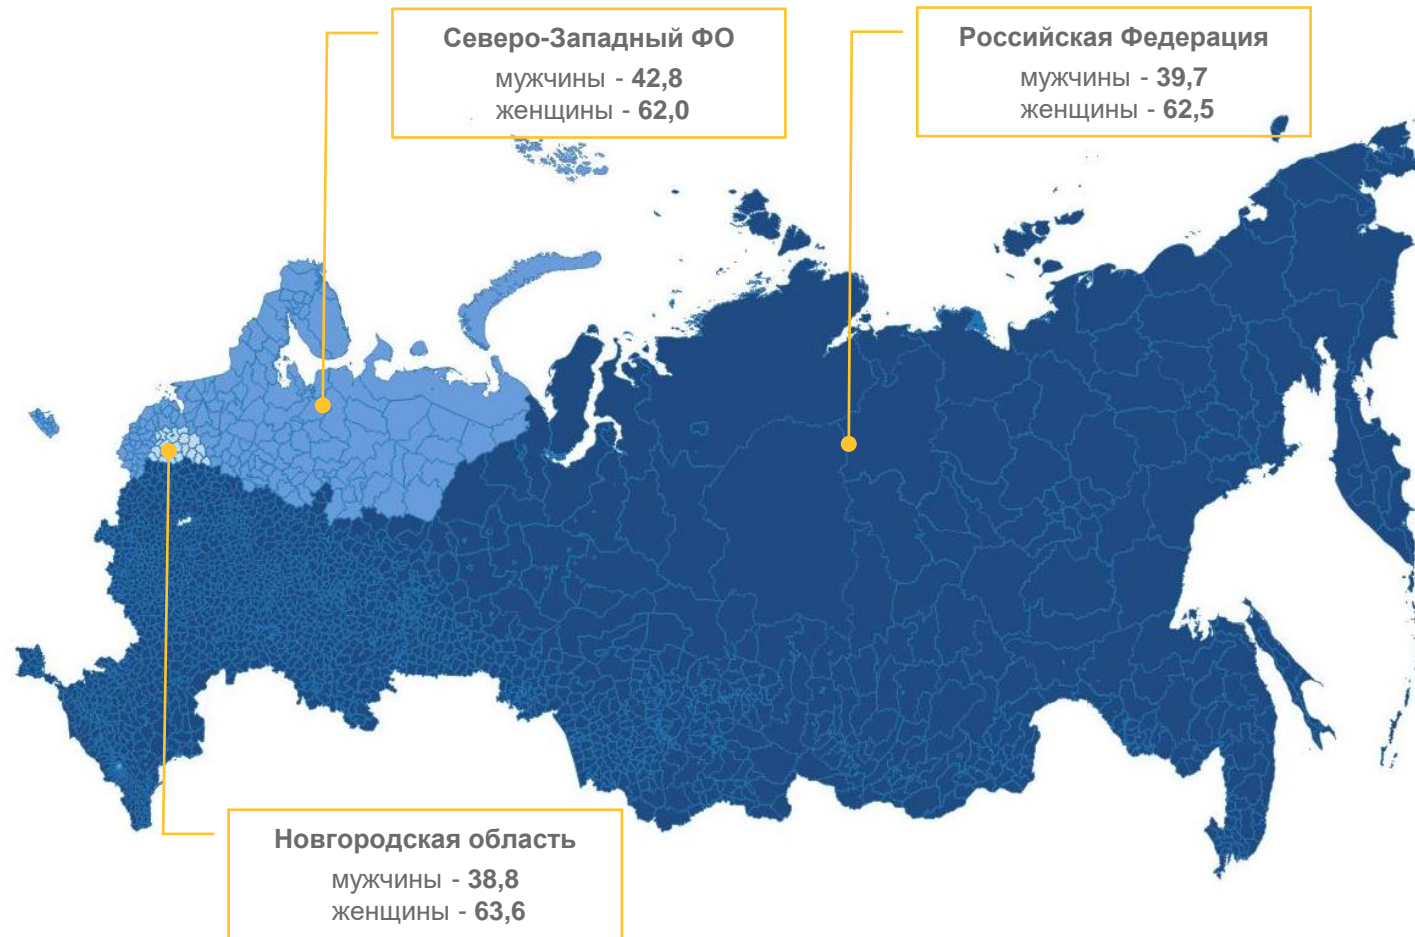 Северо-Западный ФО
мужчины - 42,8
женщины - 62,0
Российская Федерация
мужчины - 39,7
женщины - 62,5
Новгородская область
мужчины - 38,8
женщины - 63,6